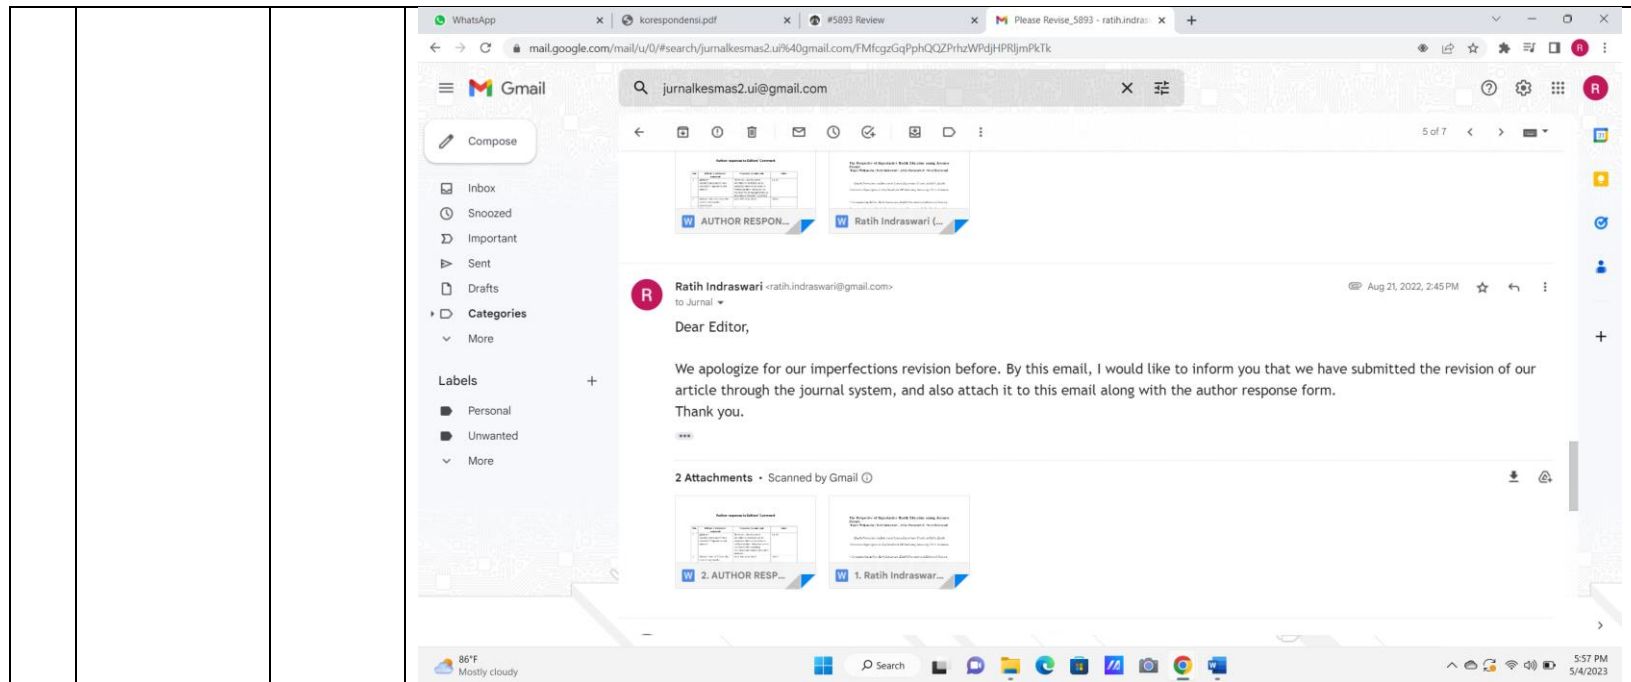 WhatsApp
korespondensi.pdf
#5893 Review
Please Revise_5893 - ratih.indras
mail.google.com/mail/u/0/#search/jurnalkesmas2.ui%40gmail.com/FMfcgzGqPphQQZPrhzWPdjHPRljmPkTk
R
Gmail
jurnalkesmas2.ui@gmail.com
R
Compose
5 of 7
Inbox
Snoozed
Important
Sent
Drafts
Categories
More
Labels
Personal
Unwanted
More
W AUTHOR RESPON...
W Ratih Indraswari (...
R
Ratih Indraswari <ratih.indraswari@gmail.com>
Aug 21, 2022, 2:45 PM
to Jurnal
Dear Editor,
We apologize for our imperfections revision before. By this email, I would like to inform you that we have submitted the revision of our
article through the journal system, and also attach it to this email along with the author response form.
Thank you.
2 Attachments • Scanned by Gmail
W 2. AUTHOR RESP...
W 1. Ratih Indraswar...
86°F
Mostly cloudy
Search
5:57 PM
5/4/2023